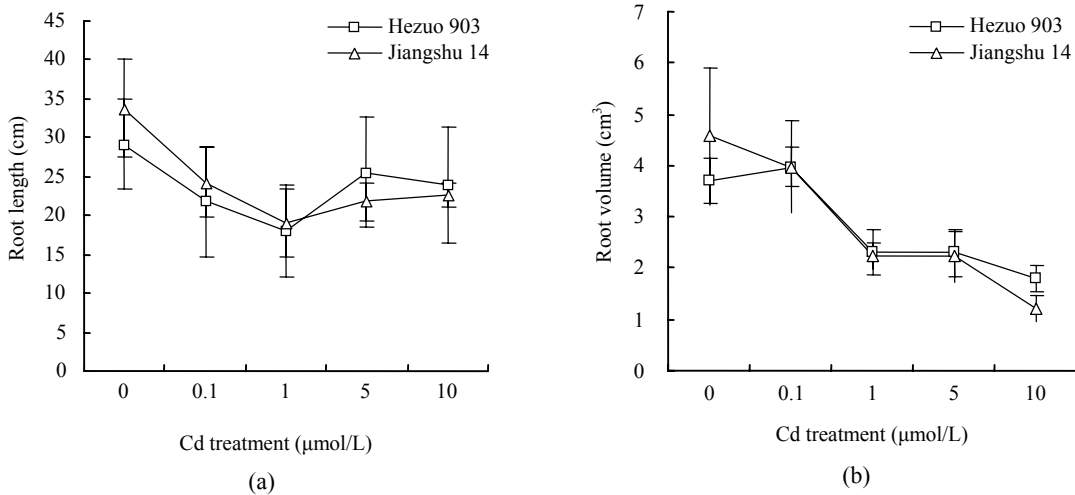 Hezuo 903
Jiangshu 14
45
40
35
30
25
20
15
10
5
0
Root length (cm)
0 0.1 1 5 10
Cd treatment (μmol/L)
(a)
Hezuo 903
Jiangshu 14
7
6
5
4
3
2
1
0
Root volume (cm³)
0 0.1 1 5 10
Cd treatment (μmol/L)
(b)